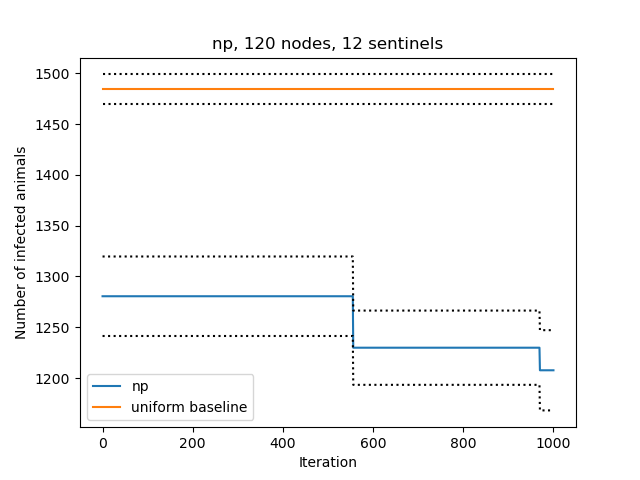 np, 120 nodes, 12 sentinels
1500
1450
1400
1350
1300
1250
1200
Number of infected animals
np
uniform baseline
0
200
400
600
800
1000
Iteration